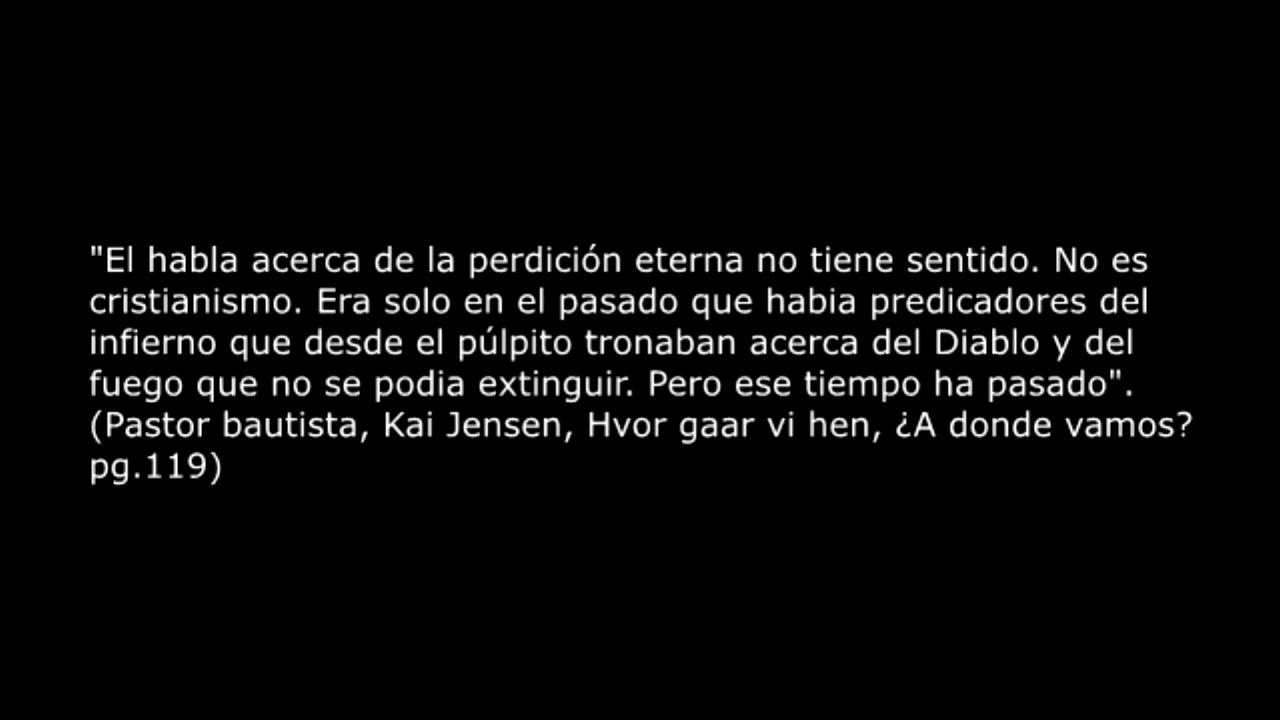 "El habla acerca de la perdición eterna no tiene sentido. No es
cristianismo. Era solo en el pasado que habia predicadores del
infierno que desde el púlpito tronaban acerca del Diablo y del
fuego que no se podia extinguir. Pero ese tiempo ha pasado".
(Pastor bautista, Kai Jensen, Hvor gaar vi hen, ¿A donde vamos?
pg.119)